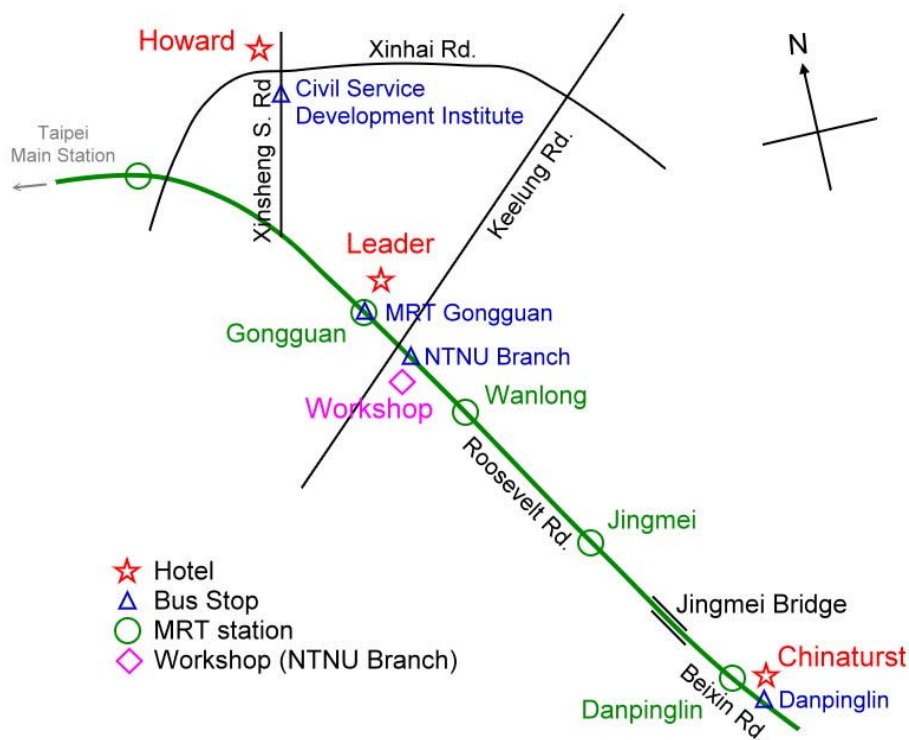 Howard
Xinhai Rd.
N
Civil Service
Development Institute
Xinsheng S. Rd
Taipei
Main Station
Keelung Rd.
Leader
MRT Gongguan
Gongguan
NTNU Branch
Workshop
Wanlong
Roosevelt Rd.
Jingmei
Hotel
Bus Stop
MRT station
Workshop (NTNU Branch)
Jingmei Bridge
Chinaturst
Beixin Rd
Danpinglin
Danpinglin